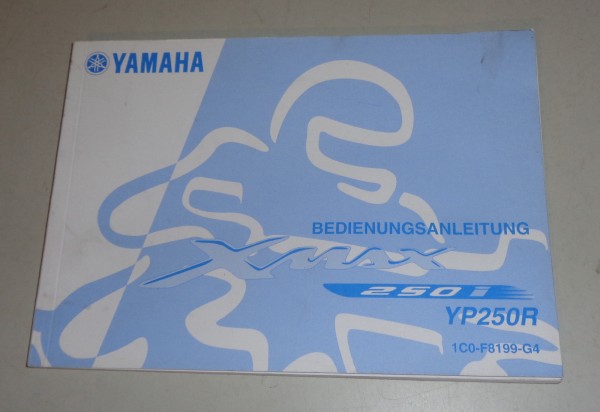 YAMAHA
BEDIENUNGSANLEITUNG
XMAX
250i
YP250R
1C0-F8199-G4